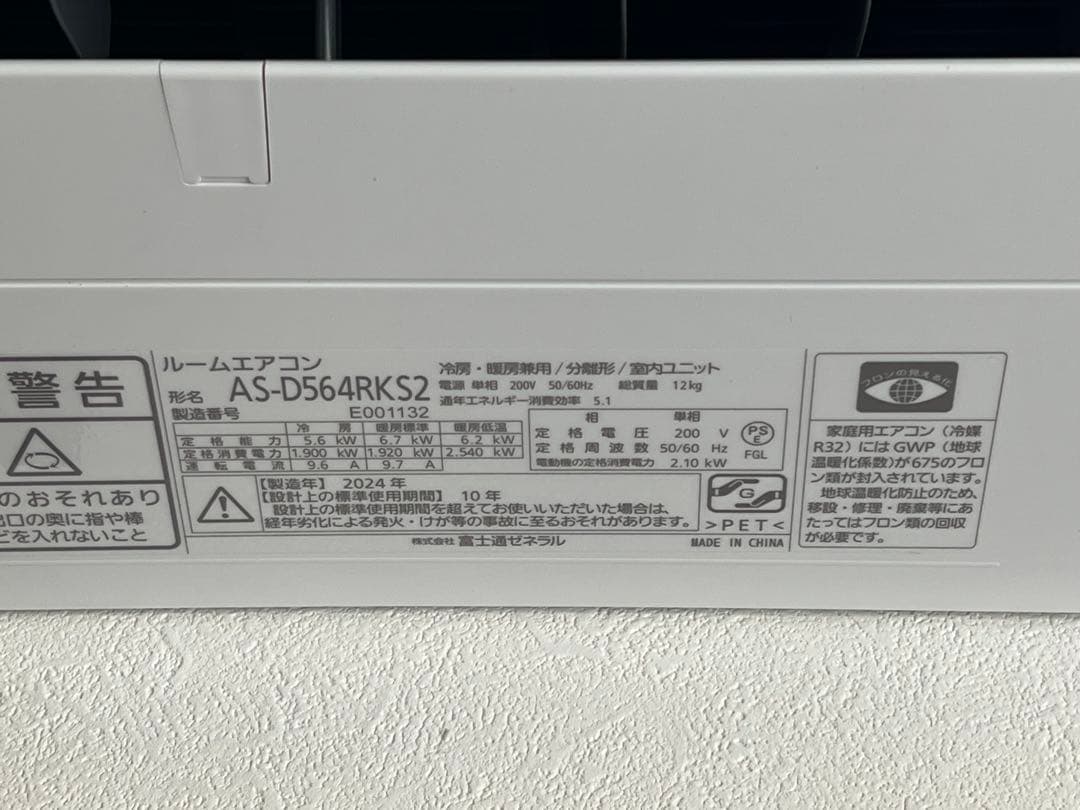 警告
のおそれあり
出口の奥に指や棒
どを入れないこと
ルームエアコン
形名 AS-D564RKS2
製造番号 E001132
冷房・暖房兼用/分離形/室内ユニット
電源 単相 200V 50/60Hz 総質量 12kg
通年エネルギー消費効率 5.1
冷房 暖房標準 暖房低温
定格能力 5.6 kW 6.7 kW 6.2 kW
定格消費電力 1.900 kW 1.920 kW 2.540 kW
運転電流 9.6 A 9.7 A
相 単相
定格電圧 200 V
定格周波数 50/60 Hz
電動機の定格消費電力 2.10 kW
PS
E
FGL
【製造年】2024年
【設計上の標準使用期間】10年
設計上の標準使用期間を超えてお使いいただいた場合は、
経年劣化による発火・けが等の事故に至るおそれがあります。
G
>PET<
株式会社 富士通ゼネラル
MADE IN CHINA
フロンの見える化
家庭用エアコン(冷媒
R32)にはGWP(地球
温暖化係数)が675のフロ
ン類が封入されています。
地球温暖化防止のため、
移設・修理・廃棄等にあ
たってはフロン類の回収
が必要です。